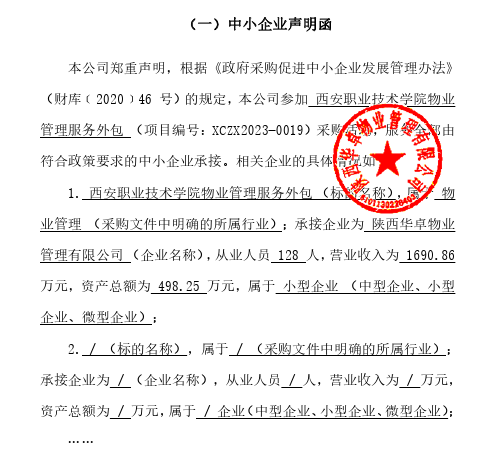 （一）中小企业声明函
本公司郑重声明，根据《政府采购促进中小企业发展管理办法》
（财库﹝2020﹞46 号）的规定，本公司参加 西安职业技术学院物业
管理服务外包（项目编号：XCZX2023—0019）采购活动，服务全部由
符合政策要求的中小企业承接。相关企业的具体情况如
1. 西安职业技术学院物业管理服务外包（标的名称），属 物
业管理 （采购文件中明确的所属行业）；承接企业为 陕西华卓物业
管理有限公司（企业名称），从业人员 128 人，营业收入为 1690.86
万元，资产总额为 498.25 万元，属于 小型企业 （中型企业、小型
企业、微型企业）；
2. / （标的名称），属于 / （采购文件中明确的所属行业）；
承接企业为 / （企业名称），从业人员 / 人，营业收入为 / 万元，
资产总额为 / 万元，属于 / 企业（中型企业、小型企业、微型企业）；
……
陕西华卓物业管理有限公司